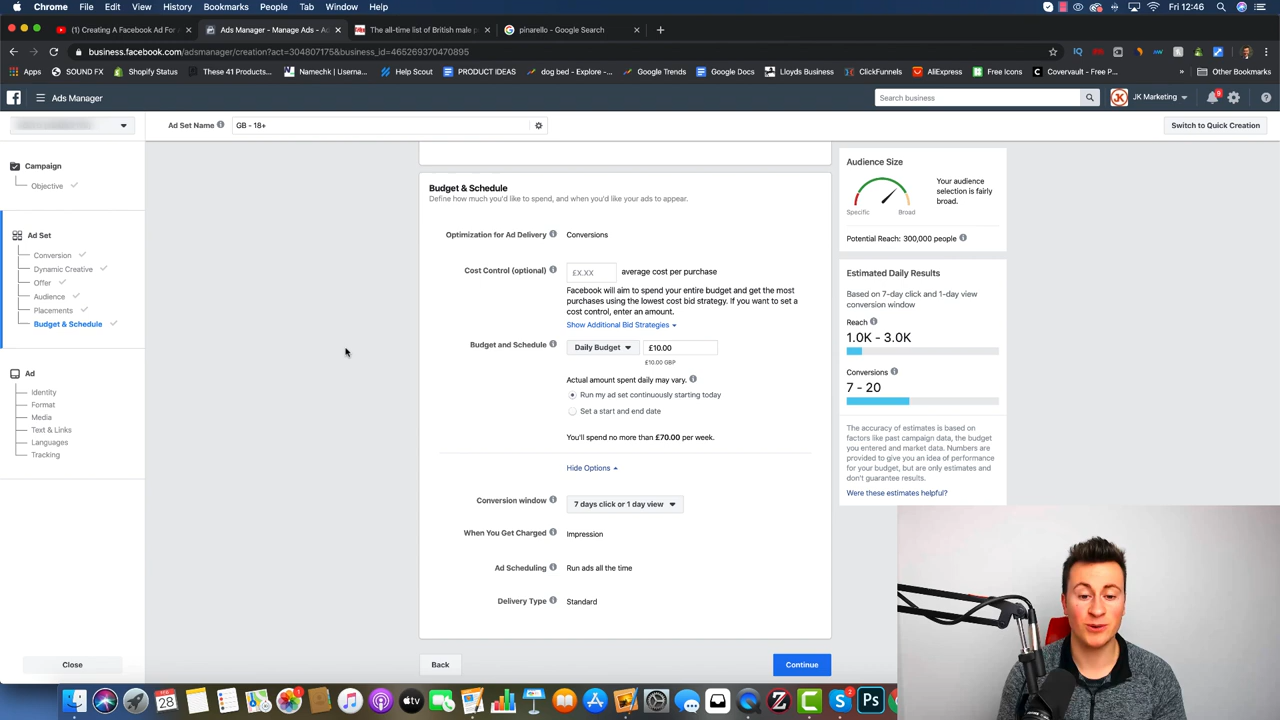 Chrome File Edit View History Bookmarks People Tab Window Help Fri 12:46
(1) Creating A Facebook Ad For A
Ads Manager - Manage Ads - Ad
The all-time list of British male p
pinarello - Google Search
business.facebook.com/adsmanager/creation?act=304807175&business_id=465269370470895
Apps SOUND FX Shopify Status These 41 Product... Namechk | Userna... Help Scout PRODUCT IDEAS dog bed - Explore -... Google Trends Google Docs Lloyds Business ClickFunnels AliExpress Free Icons Covervault - Free P... » Other Bookmarks
Ads Manager
Search business
JK Marketing
9
Ad Set Name
GB - 18+
Switch to Quick Creation
Campaign
Objective
Ad Set
Conversion
Dynamic Creative
Offer
Audience
Placements
Budget & Schedule
Ad
Identity
Format
Media
Text & Links
Languages
Tracking
Close
Budget & Schedule
Define how much you'd like to spend, and when you'd like your ads to appear.
Optimization for Ad Delivery Conversions
Cost Control (optional) £X.XX average cost per purchase
Facebook will aim to spend your entire budget and get the most
purchases using the lowest cost bid strategy. If you want to set a
cost control, enter an amount.
Show Additional Bid Strategies
Budget and Schedule Daily Budget £10.00
£10.00 GBP
Actual amount spent daily may vary.
Run my ad set continuously starting today
Set a start and end date
You'll spend no more than £70.00 per week.
Hide Options
Conversion window 7 days click or 1 day view
When You Get Charged Impression
Ad Scheduling Run ads all the time
Delivery Type Standard
Back
Continue
Audience Size
Specific Broad
Your audience
selection is fairly
broad.
Potential Reach: 300,000 people
Estimated Daily Results
Based on 7-day click and 1-day view
conversion window
Reach
1.0K - 3.0K
Conversions
7 - 20
The accuracy of estimates is based on
factors like past campaign data, the budget
you entered and market data. Numbers are
provided to give you an idea of performance
for your budget, but are only estimates and
don't guarantee results.
Were these estimates helpful?
1
2
Ps